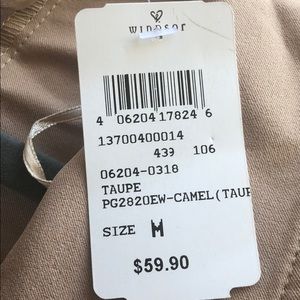 WINDSOR
4 06204 17824 6
13700400014
439 106
06204-0318
TAUPE
PG2820EW-CAMEL(TAUP
SIZE M
$59.90